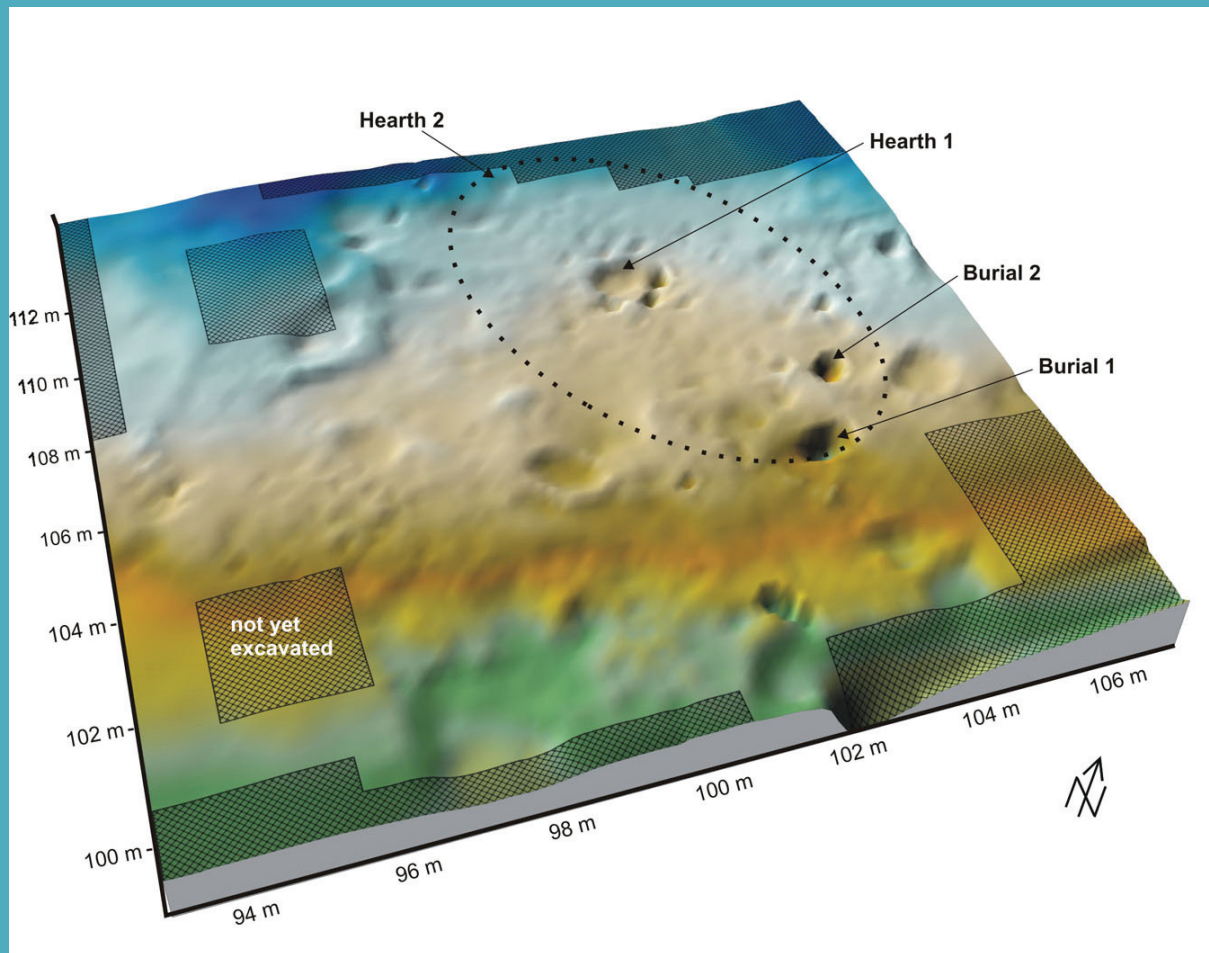 Hearth 2
Hearth 1
Burial 2
Burial 1
112 m
110 m
108 m
106 m
104 m
102 m
100 m
not yet
excavated
94 m
96 m
98 m
100 m
102 m
104 m
106 m
N